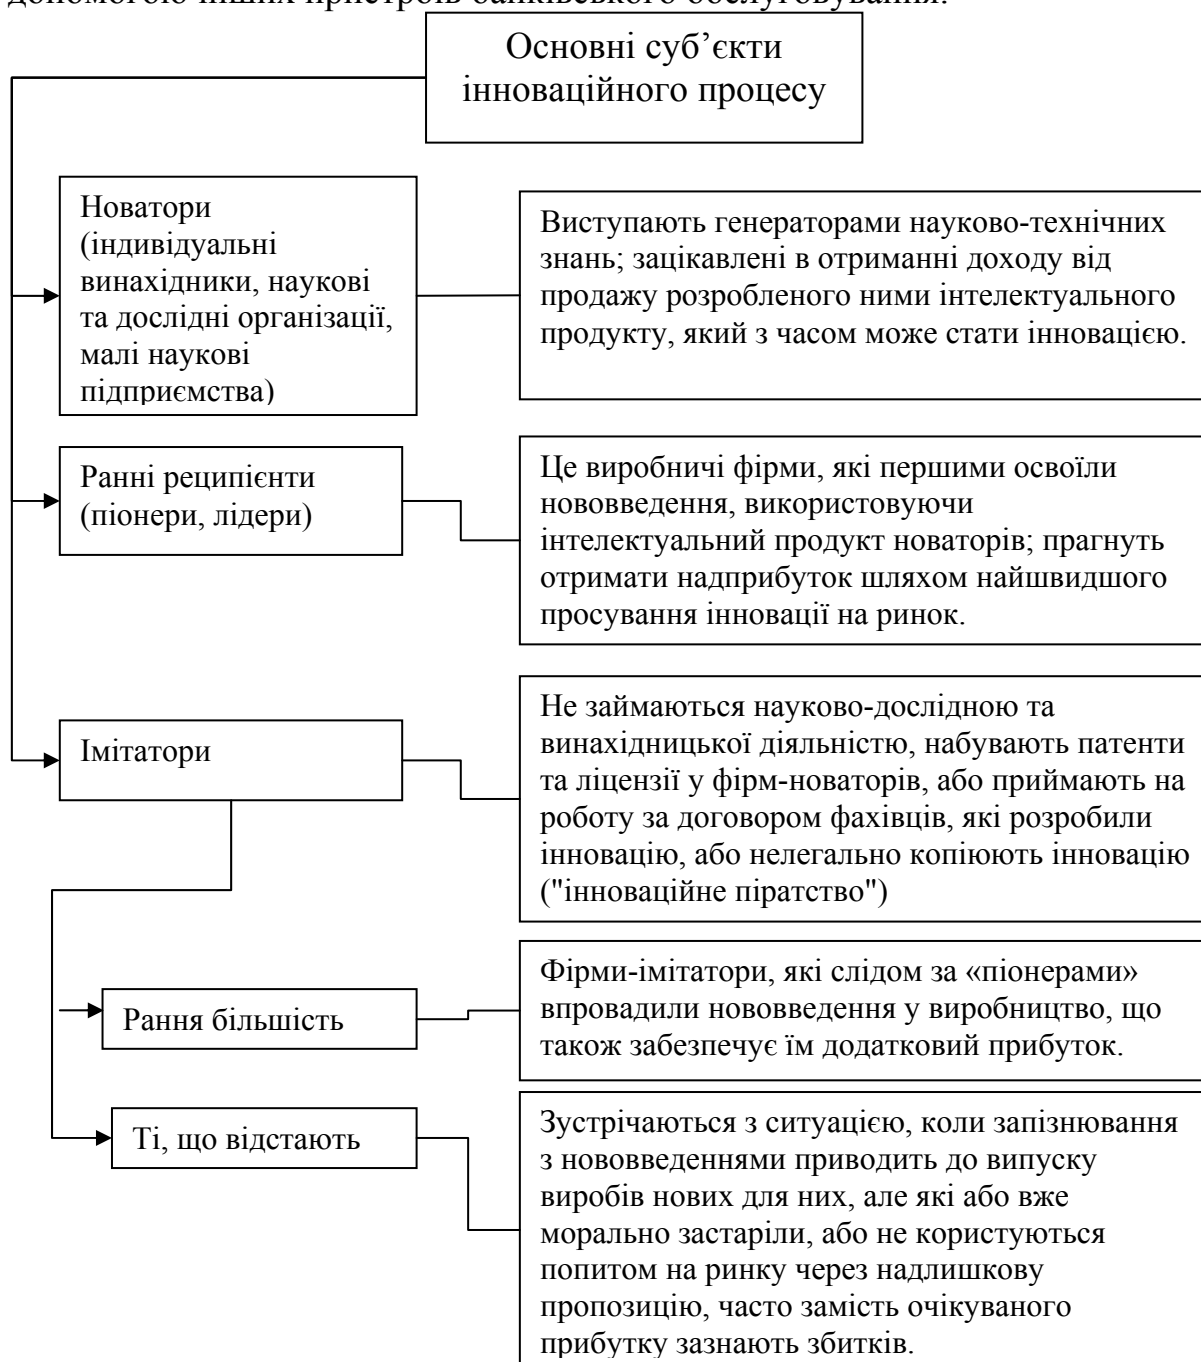 допомогою інших пристроїв банківського обслуговування.
Основні суб’єкти
інноваційного процесу
Новатори
(індивідуальні
винахідники, наукові
та дослідні організації,
малі наукові
підприємства)
Виступають генераторами науково-технічних
знань; зацікавлені в отриманні доходу від
продажу розробленого ними інтелектуального
продукту, який з часом може стати інновацією.
Ранні реципієнти
(піонери, лідери)
Це виробничі фірми, які першими освоїли
нововведення, використовуючи
інтелектуальний продукт новаторів; прагнуть
отримати надприбуток шляхом найшвидшого
просування інновації на ринок.
Імітатори
Не займаються науково-дослідною та
винахідницької діяльністю, набувають патенти
та ліцензії у фірм-новаторів, або приймають на
роботу за договором фахівців, які розробили
інновацію, або нелегально копіюють інновацію
("інноваційне піратство")
Рання більшість
Фірми-імітатори, які слідом за «піонерами»
впровадили нововведення у виробництво, що
також забезпечує їм додатковий прибуток.
Ті, що відстають
Зустрічаються з ситуацією, коли запізнювання
з нововведеннями приводить до випуску
виробів нових для них, але які або вже
морально застаріли, або не користуються
попитом на ринку через надлишкову
пропозицію, часто замість очікуваного
прибутку зазнають збитків.